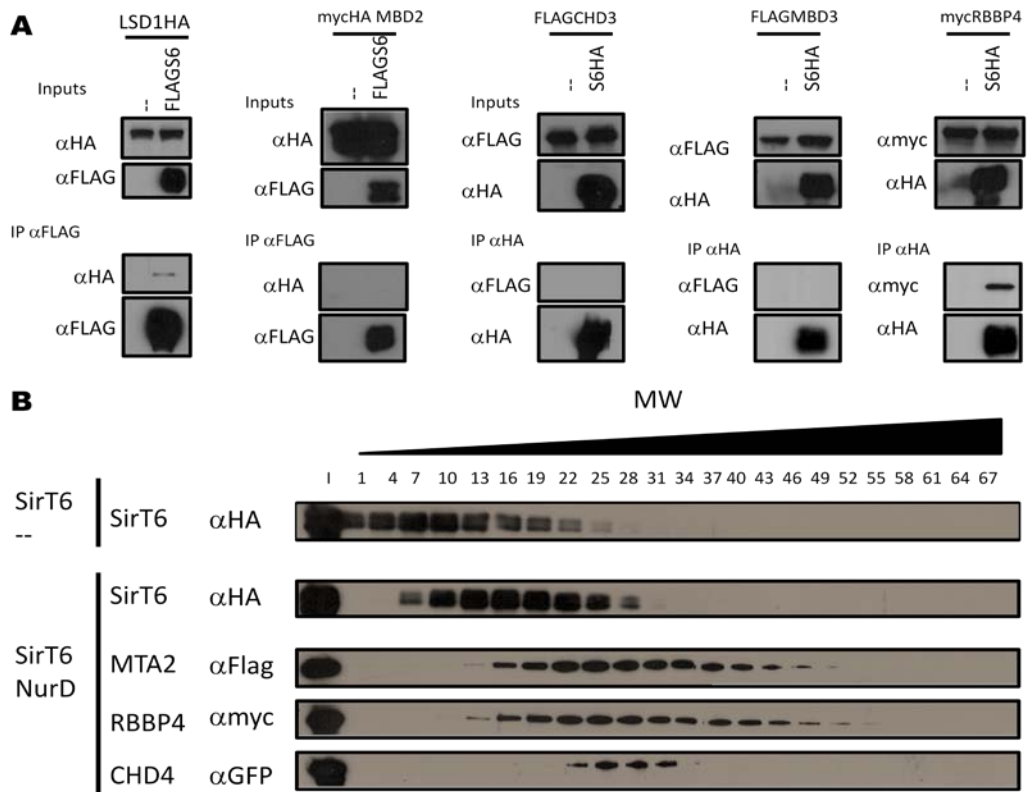 A
LSD1HA
mycHA MBD2
FLAGCHD3
FLAGMBD3
mycRBBP4
Inputs
--
FLAGS6
αHA
αFLAG
IP αFLAG
αHA
αFLAG
Inputs
--
FLAGS6
αHA
αFLAG
IP αFLAG
αHA
αFLAG
Inputs
--
S6HA
αFLAG
αHA
IP αHA
αFLAG
αHA
--
S6HA
αFLAG
αHA
IP αHA
αFLAG
αHA
--
S6HA
αmyc
αHA
IP αHA
αmyc
αHA
B
MW
I 1 4 7 10 13 16 19 22 25 28 31 34 37 40 43 46 49 52 55 58 61 64 67
SirT6
--
SirT6 αHA
SirT6
NurD
SirT6 αHA
MTA2 αFlag
RBBP4 αmyc
CHD4 αGFP